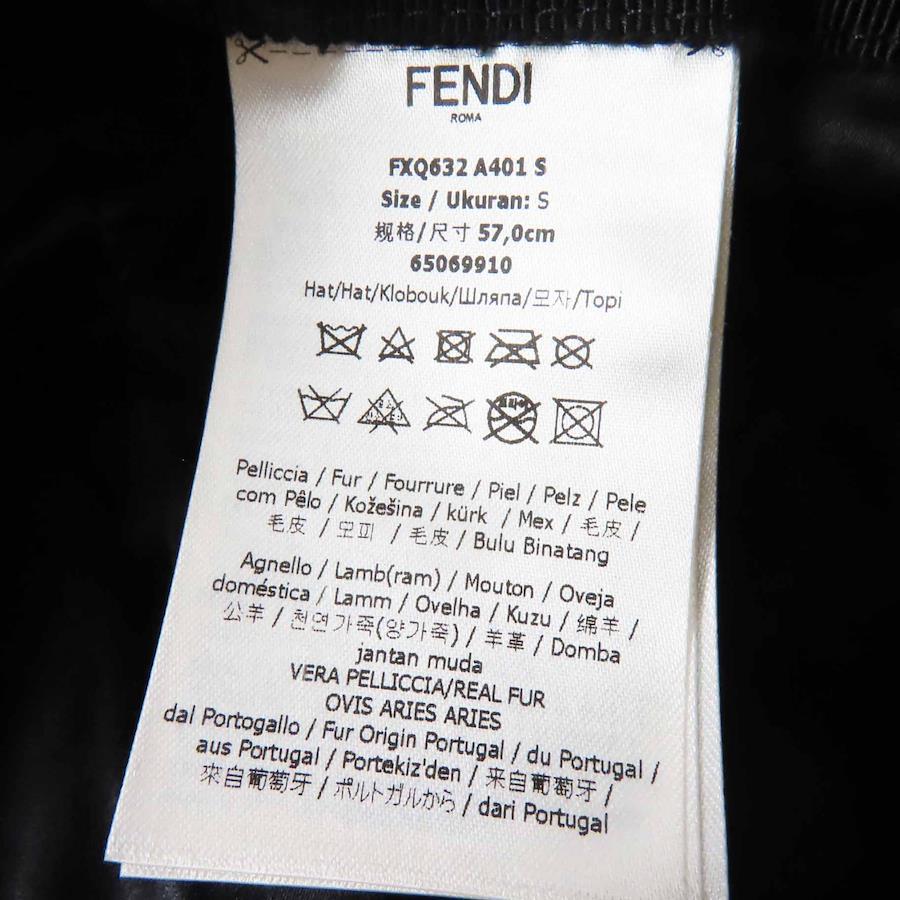 FENDI
ROMA
FXQ632 A401 S
Size / Ukuran: S
规格/尺寸 57,0cm
65069910
Hat/Hat/Klobouk/Шляпа/모자/Topi
Pelliccia / Fur / Fourrure / Piel / Pelz / Pele
com Pêlo / Kožešina / kürk / Мех / 毛皮 /
毛皮 / 모피 / 毛皮 / Bulu Binatang
Agnello / Lamb(ram) / Mouton / Oveja
doméstica / Lamm / Ovelha / Kuzu / 绵羊 /
公羊 / 천연가죽(양가죽) / 羊革 / Domba
jantan muda
VERA PELLICCIA/REAL FUR
OVIS ARIES ARIES
dal Portogallo / Fur Origin Portugal / du Portugal /
aus Portugal / Portekiz'den / 来自葡萄牙 /
來自葡萄牙 / ポルトガルから / dari Portugal